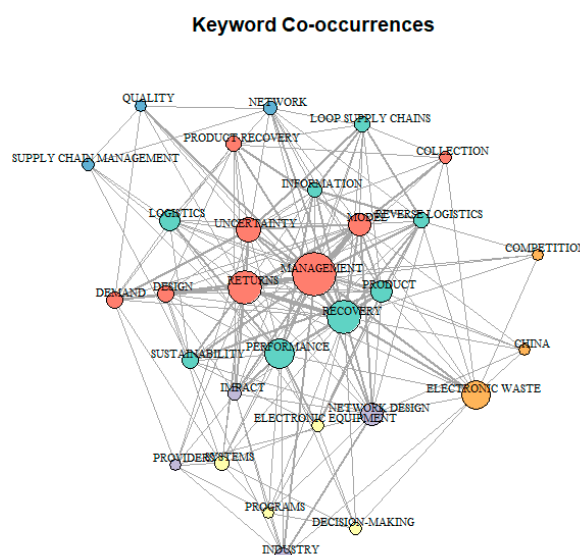 Keyword Co-occurrences
QUALITY
NETWORK
LOOP SUPPLY CHAINS
PRODUCT RECOVERY
COLLECTION
SUPPLY CHAIN MANAGEMENT
INFORMATION
LOGISTICS
UNCERTAINTY
MODEL
REVERSE LOGISTICS
COMPETITION
MANAGEMENT
RETURNS
PRODUCT
DEMAND
DESIGN
RECOVERY
CHINA
SUSTAINABILITY
PERFORMANCE
IMPACT
ELECTRONIC WASTE
NETWORK DESIGN
ELECTRONIC EQUIPMENT
PROVIDERS
SYSTEMS
PROGRAMS
DECISION-MAKING
INDUSTRY